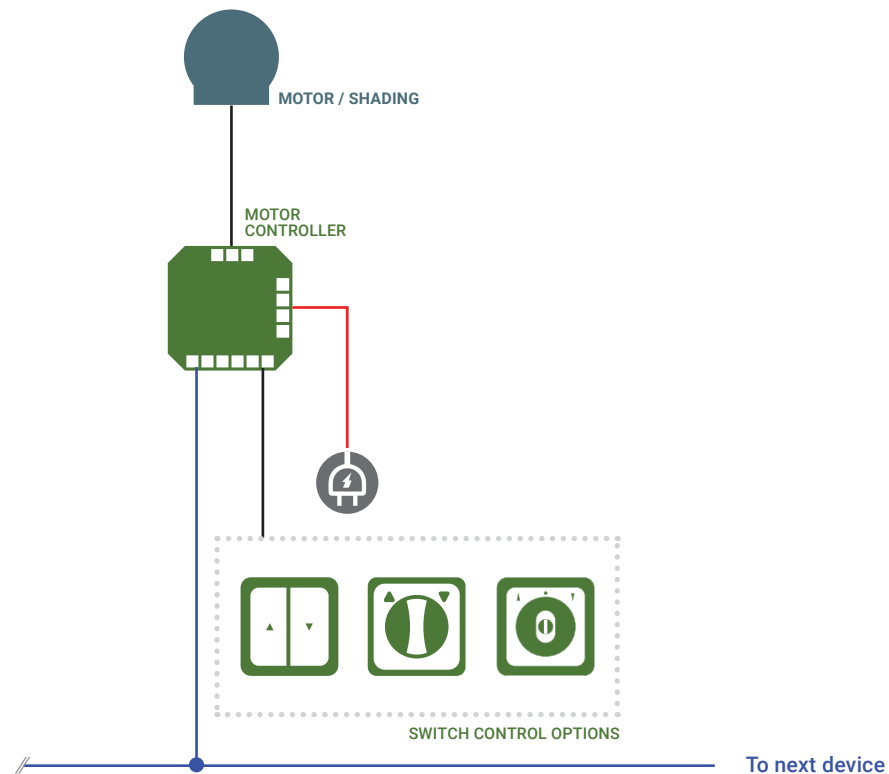 MOTOR / SHADING
MOTOR
CONTROLLER
SWITCH CONTROL OPTIONS
To next device